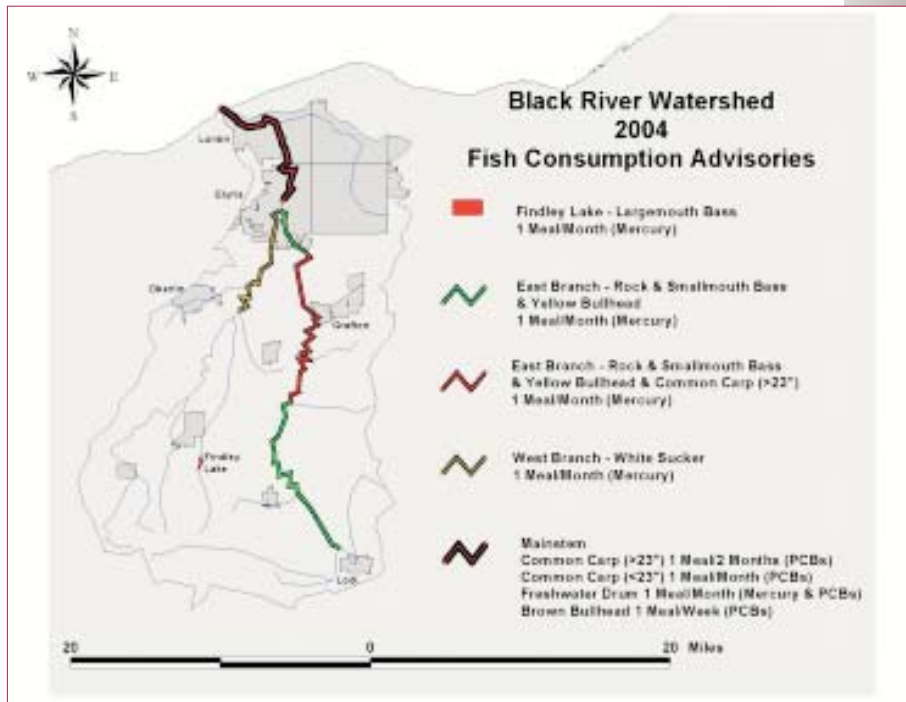 N
W E
S
Black River Watershed
2004
Fish Consumption Advisories
Lorain
Elyria
Oberlin
Grafton
Findley
Lake
Lodi
Findley Lake - Largemouth Bass
1 Meal/Month (Mercury)
East Branch - Rock & Smallmouth Bass
& Yellow Bullhead
1 Meal/Month (Mercury)
East Branch - Rock & Smallmouth Bass
& Yellow Bullhead & Common Carp (>22")
1 Meal/Month (Mercury)
West Branch - White Sucker
1 Meal/Month (Mercury)
Mainstem
Common Carp (>23") 1 Meal/2 Months (PCBs)
Common Carp (<23") 1 Meal/Month (PCBs)
Freshwater Drum 1 Meal/Month (Mercury & PCBs)
Brown Bullhead 1 Meal/Week (PCBs)
20 0 20 Miles